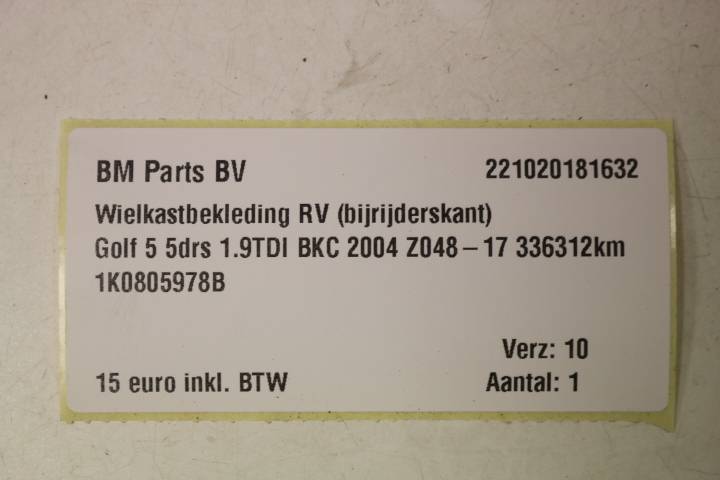 BM Parts BV 221020181632
Wielkastbekleding RV (bijrijderskant)
Golf 5 5drs 1.9TDI BKC 2004 Z048 – 17 336312km
1K0805978B
Verz: 10
15 euro inkl. BTW Aantal: 1